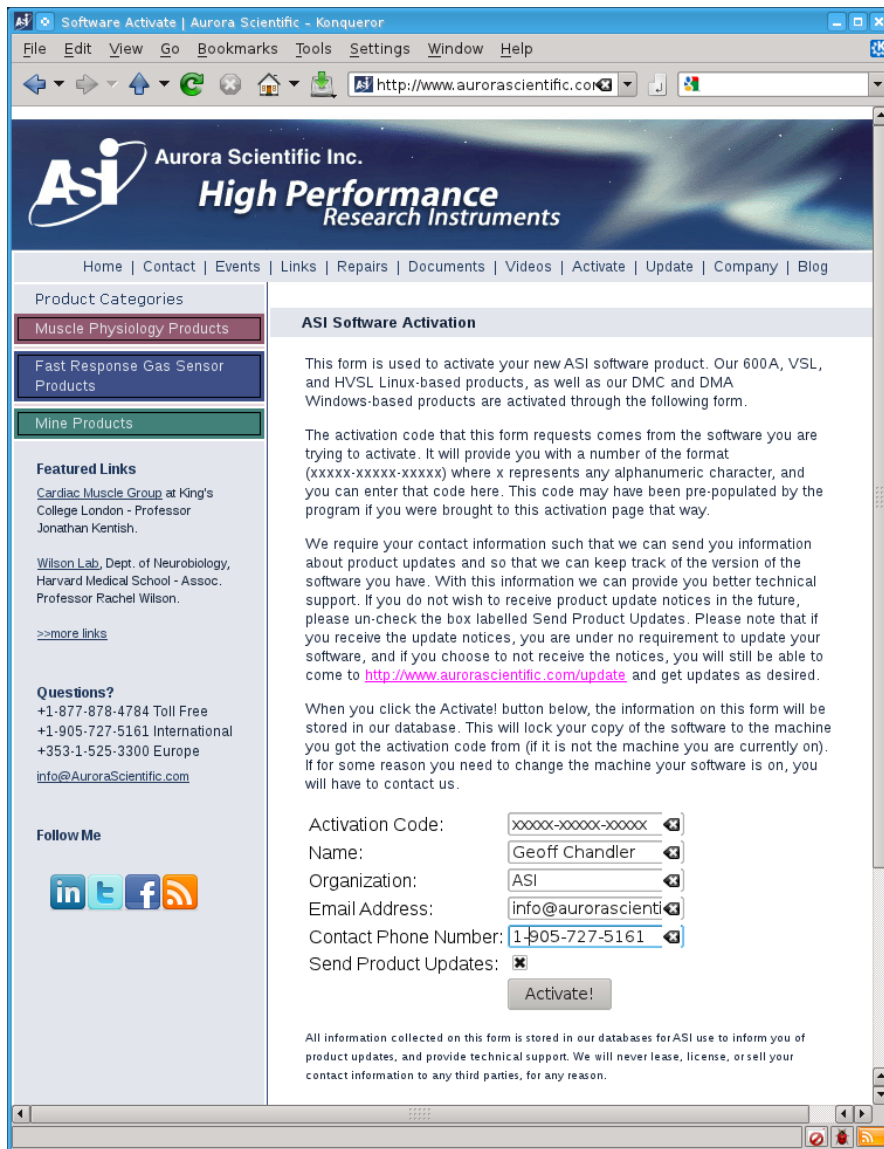 Software Activate | Aurora Scientific - Konqueror
File Edit View Go Bookmarks Tools Settings Window Help
http://www.aurorascientific.co
ASI
Aurora Scientific Inc.
High Performance
Research Instruments
Home | Contact | Events | Links | Repairs | Documents | Videos | Activate | Update | Company | Blog
Product Categories
Muscle Physiology Products
Fast Response Gas Sensor
Products
Mine Products
Featured Links
Cardiac Muscle Group at King's
College London - Professor
Jonathan Kentish.
Wilson Lab, Dept. of Neurobiology,
Harvard Medical School - Assoc.
Professor Rachel Wilson.
>>more links
Questions?
+1-877-878-4784 Toll Free
+1-905-727-5161 International
+353-1-525-3300 Europe
info@AuroraScientific.com
Follow Me
in t f
ASI Software Activation
This form is used to activate your new ASI software product. Our 600A, VSL,
and HVSL Linux-based products, as well as our DMC and DMA
Windows-based products are activated through the following form.
The activation code that this form requests comes from the software you are
trying to activate. It will provide you with a number of the format
(xxxxx-xxxxx-xxxxx) where x represents any alphanumeric character, and
you can enter that code here. This code may have been pre-populated by the
program if you were brought to this activation page that way.
We require your contact information such that we can send you information
about product updates and so that we can keep track of the version of the
software you have. With this information we can provide you better technical
support. If you do not wish to receive product update notices in the future,
please un-check the box labelled Send Product Updates. Please note that if
you receive the update notices, you are under no requirement to update your
software, and if you choose to not receive the notices, you will still be able to
come to http://www.aurorascientific.com/update and get updates as desired.
When you click the Activate! button below, the information on this form will be
stored in our database. This will lock your copy of the software to the machine
you got the activation code from (if it is not the machine you are currently on).
If for some reason you need to change the machine your software is on, you
will have to contact us.
Activation Code: xxxxx-xxxxx-xxxxx
Name: Geoff Chandler
Organization: ASI
Email Address: info@aurorascienti
Contact Phone Number: 1-905-727-5161
Send Product Updates:
Activate!
All information collected on this form is stored in our databases for ASI use to inform you of
product updates, and provide technical support. We will never lease, license, or sell your
contact information to any third parties, for any reason.